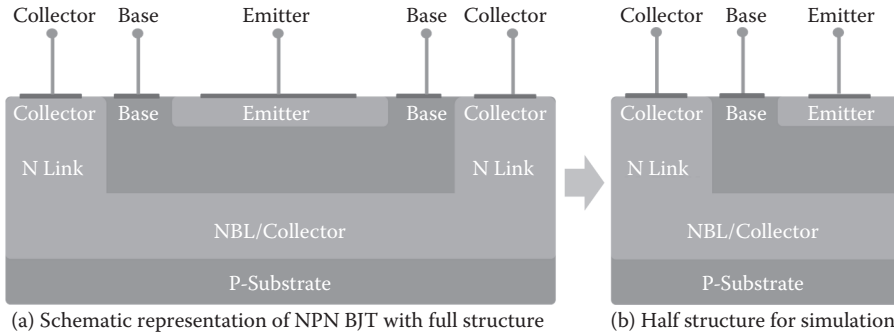 Collector Base Emitter Base Collector
Collector Base Emitter Base Collector
N Link N Link
NBL/Collector
P-Substrate
(a) Schematic representation of NPN BJT with full structure
Collector Base Emitter
Collector Base Emitter
N Link
NBL/Collector
P-Substrate
(b) Half structure for simulation